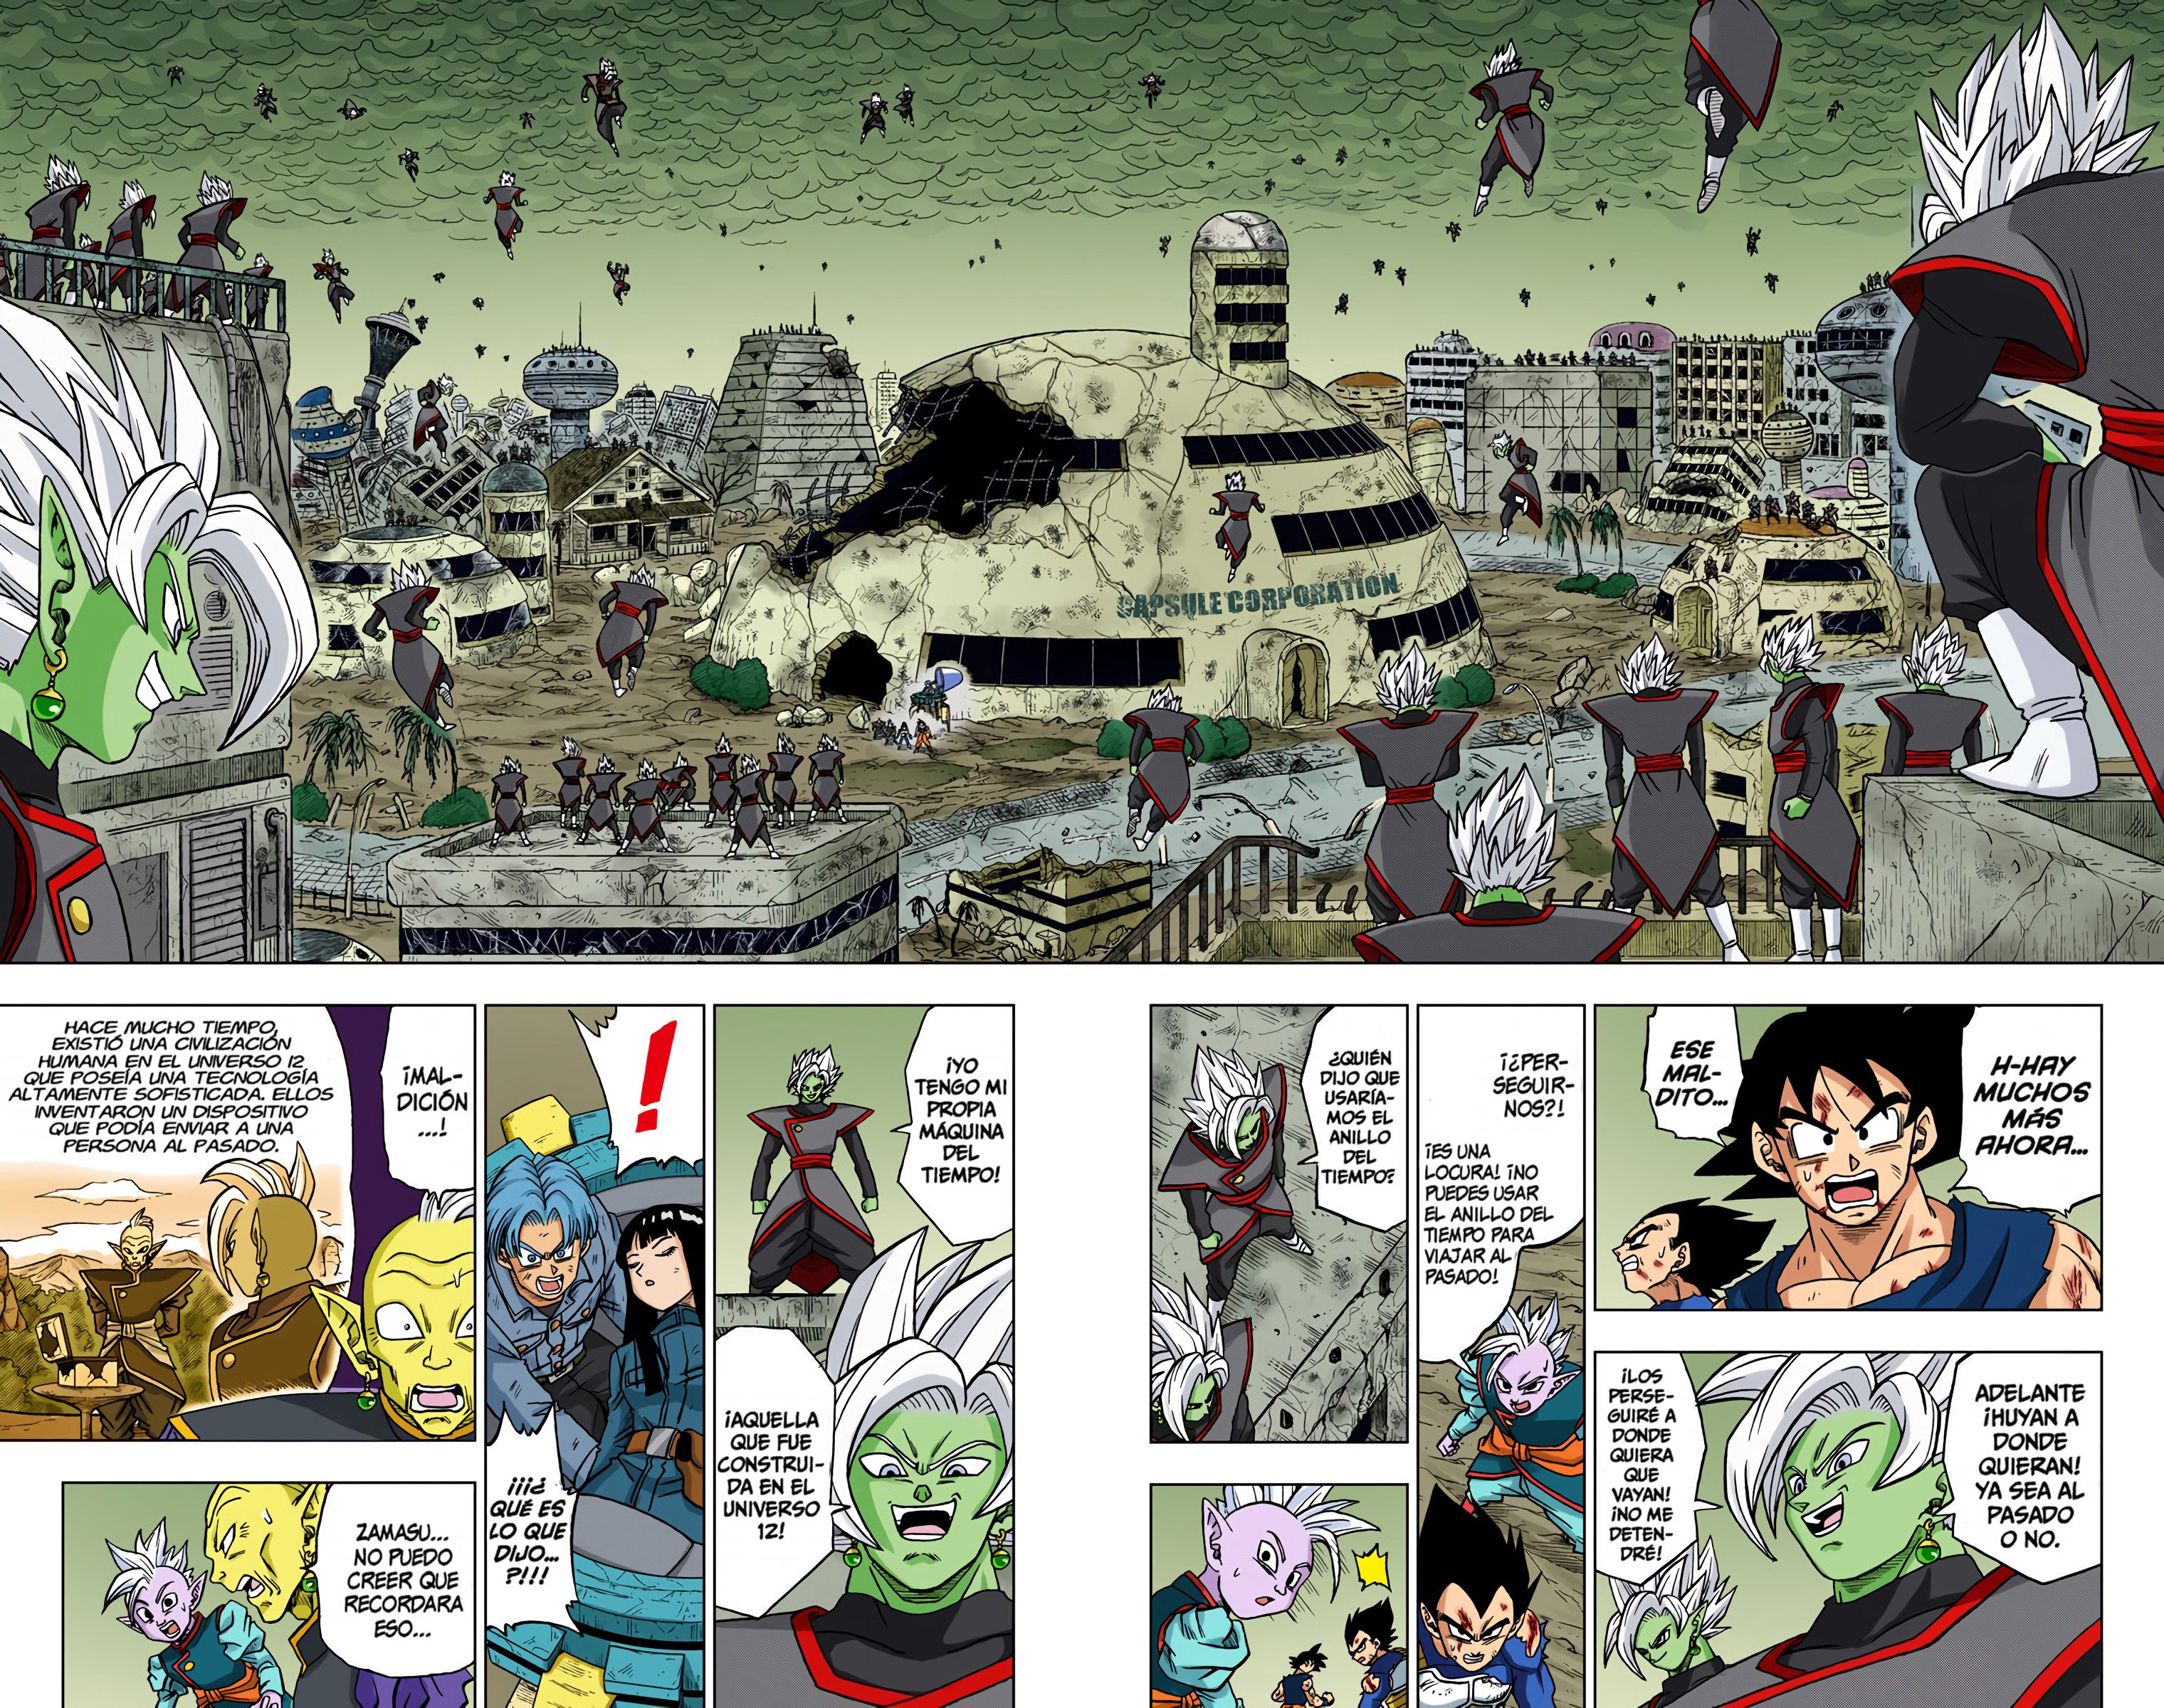 CAPSULE CORPORATION
H-HAY
MUCHOS
MÁS
AHORA...
ESE
MAL-
DITO...
ADELANTE
¡HUYAN A
DONDE
QUIERAN!
YA SEA AL
PASADO
O NO.
¡LOS
PERSE-
GUIRÉ A
DONDE
QUIERA
QUE
VAYAN!
¡NO ME
DETEN-
DRÉ!
¡¿PER-
SEGUIR-
NOS?!
¡ES UNA
LOCURA! ¡NO
PUEDES USAR
EL ANILLO DEL
TIEMPO PARA
VIAJAR AL
PASADO!
¿QUIÉN
DIJO QUE
USARÍA-
MOS EL
ANILLO
DEL
TIEMPO?
¡YO
TENGO MI
PROPIA
MÁQUINA
DEL
TIEMPO!
¡AQUELLA
QUE FUE
CONSTRUI-
DA EN EL
UNIVERSO
12!
!
¡¡¡¿
QUÉ ES
LO QUE
DIJO...
?!!!
¡MAL-
DICIÓN
...!
HACE MUCHO TIEMPO,
EXISTIÓ UNA CIVILIZACIÓN
HUMANA EN EL UNIVERSO 12
QUE POSEÍA UNA TECNOLOGÍA
ALTAMENTE SOFISTICADA. ELLOS
INVENTARON UN DISPOSITIVO
QUE PODÍA ENVIAR A UNA
PERSONA AL PASADO.
ZAMASU...
NO PUEDO
CREER QUE
RECORDARA
ESO...